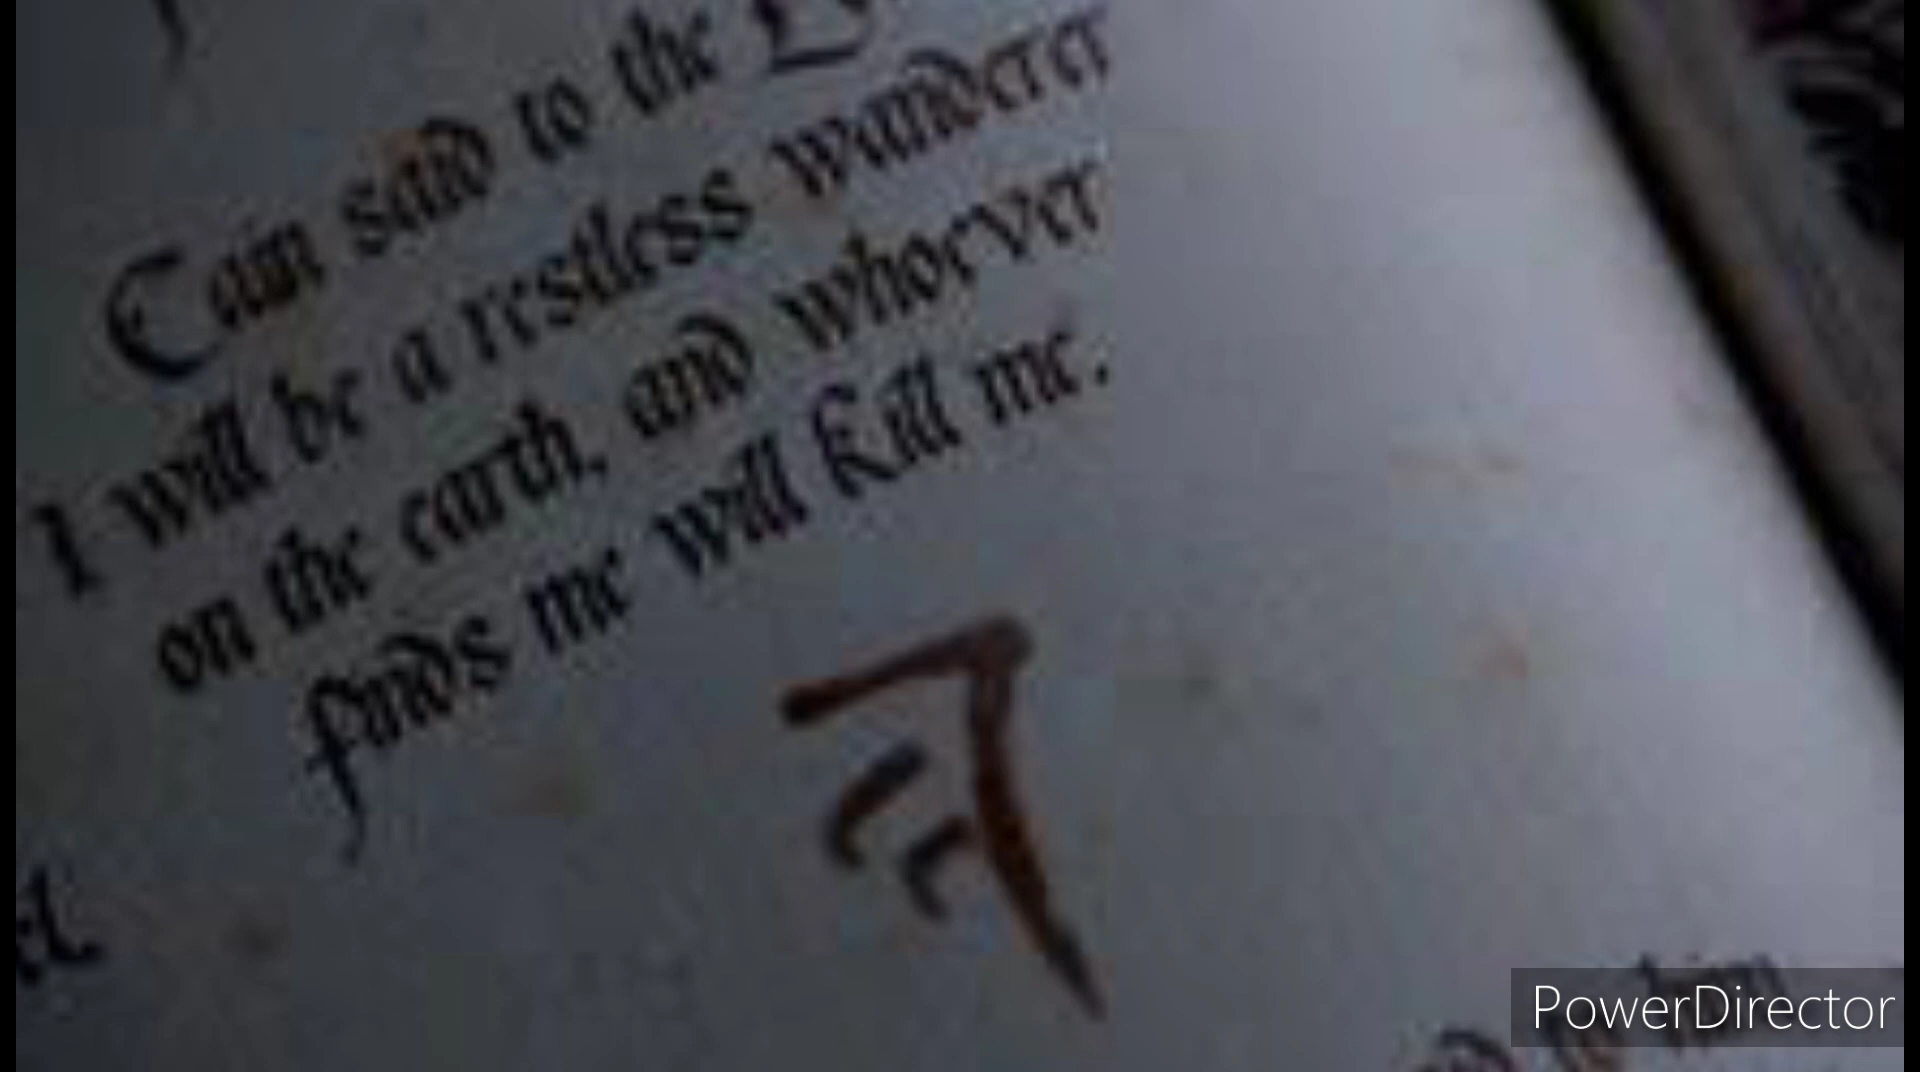 Cain said to the
I will be a restless wanderer
on the earth, and whoever
finds me will Kill me.
him
PowerDirector